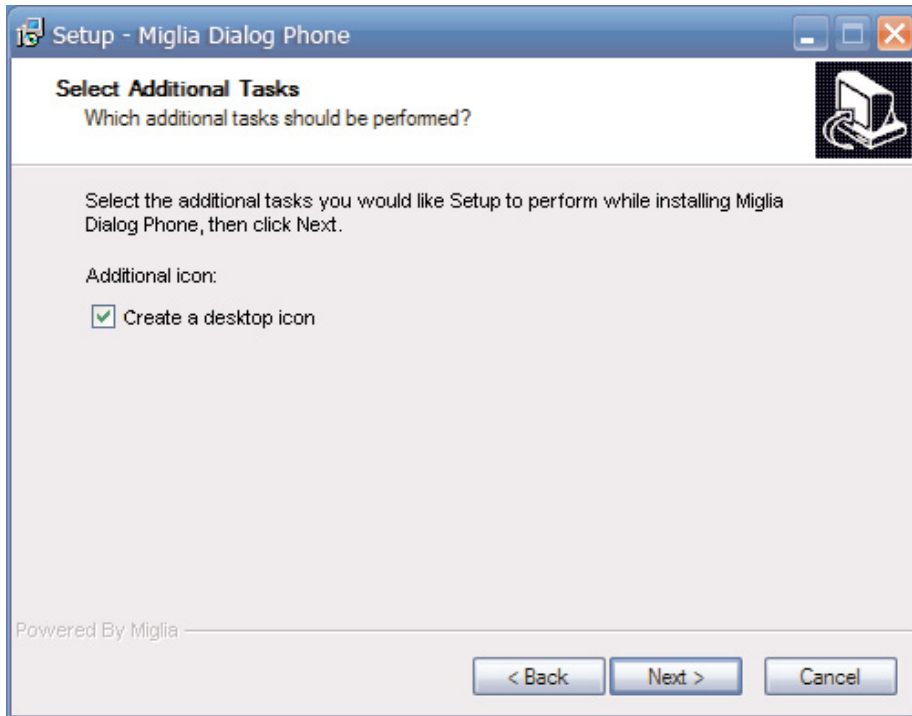 Setup - Miglia Dialog Phone
Select Additional Tasks
Which additional tasks should be performed?
Select the additional tasks you would like Setup to perform while installing Miglia
Dialog Phone, then click Next.
Additional icon:
Create a desktop icon
Powered By Miglia
< Back Next > Cancel